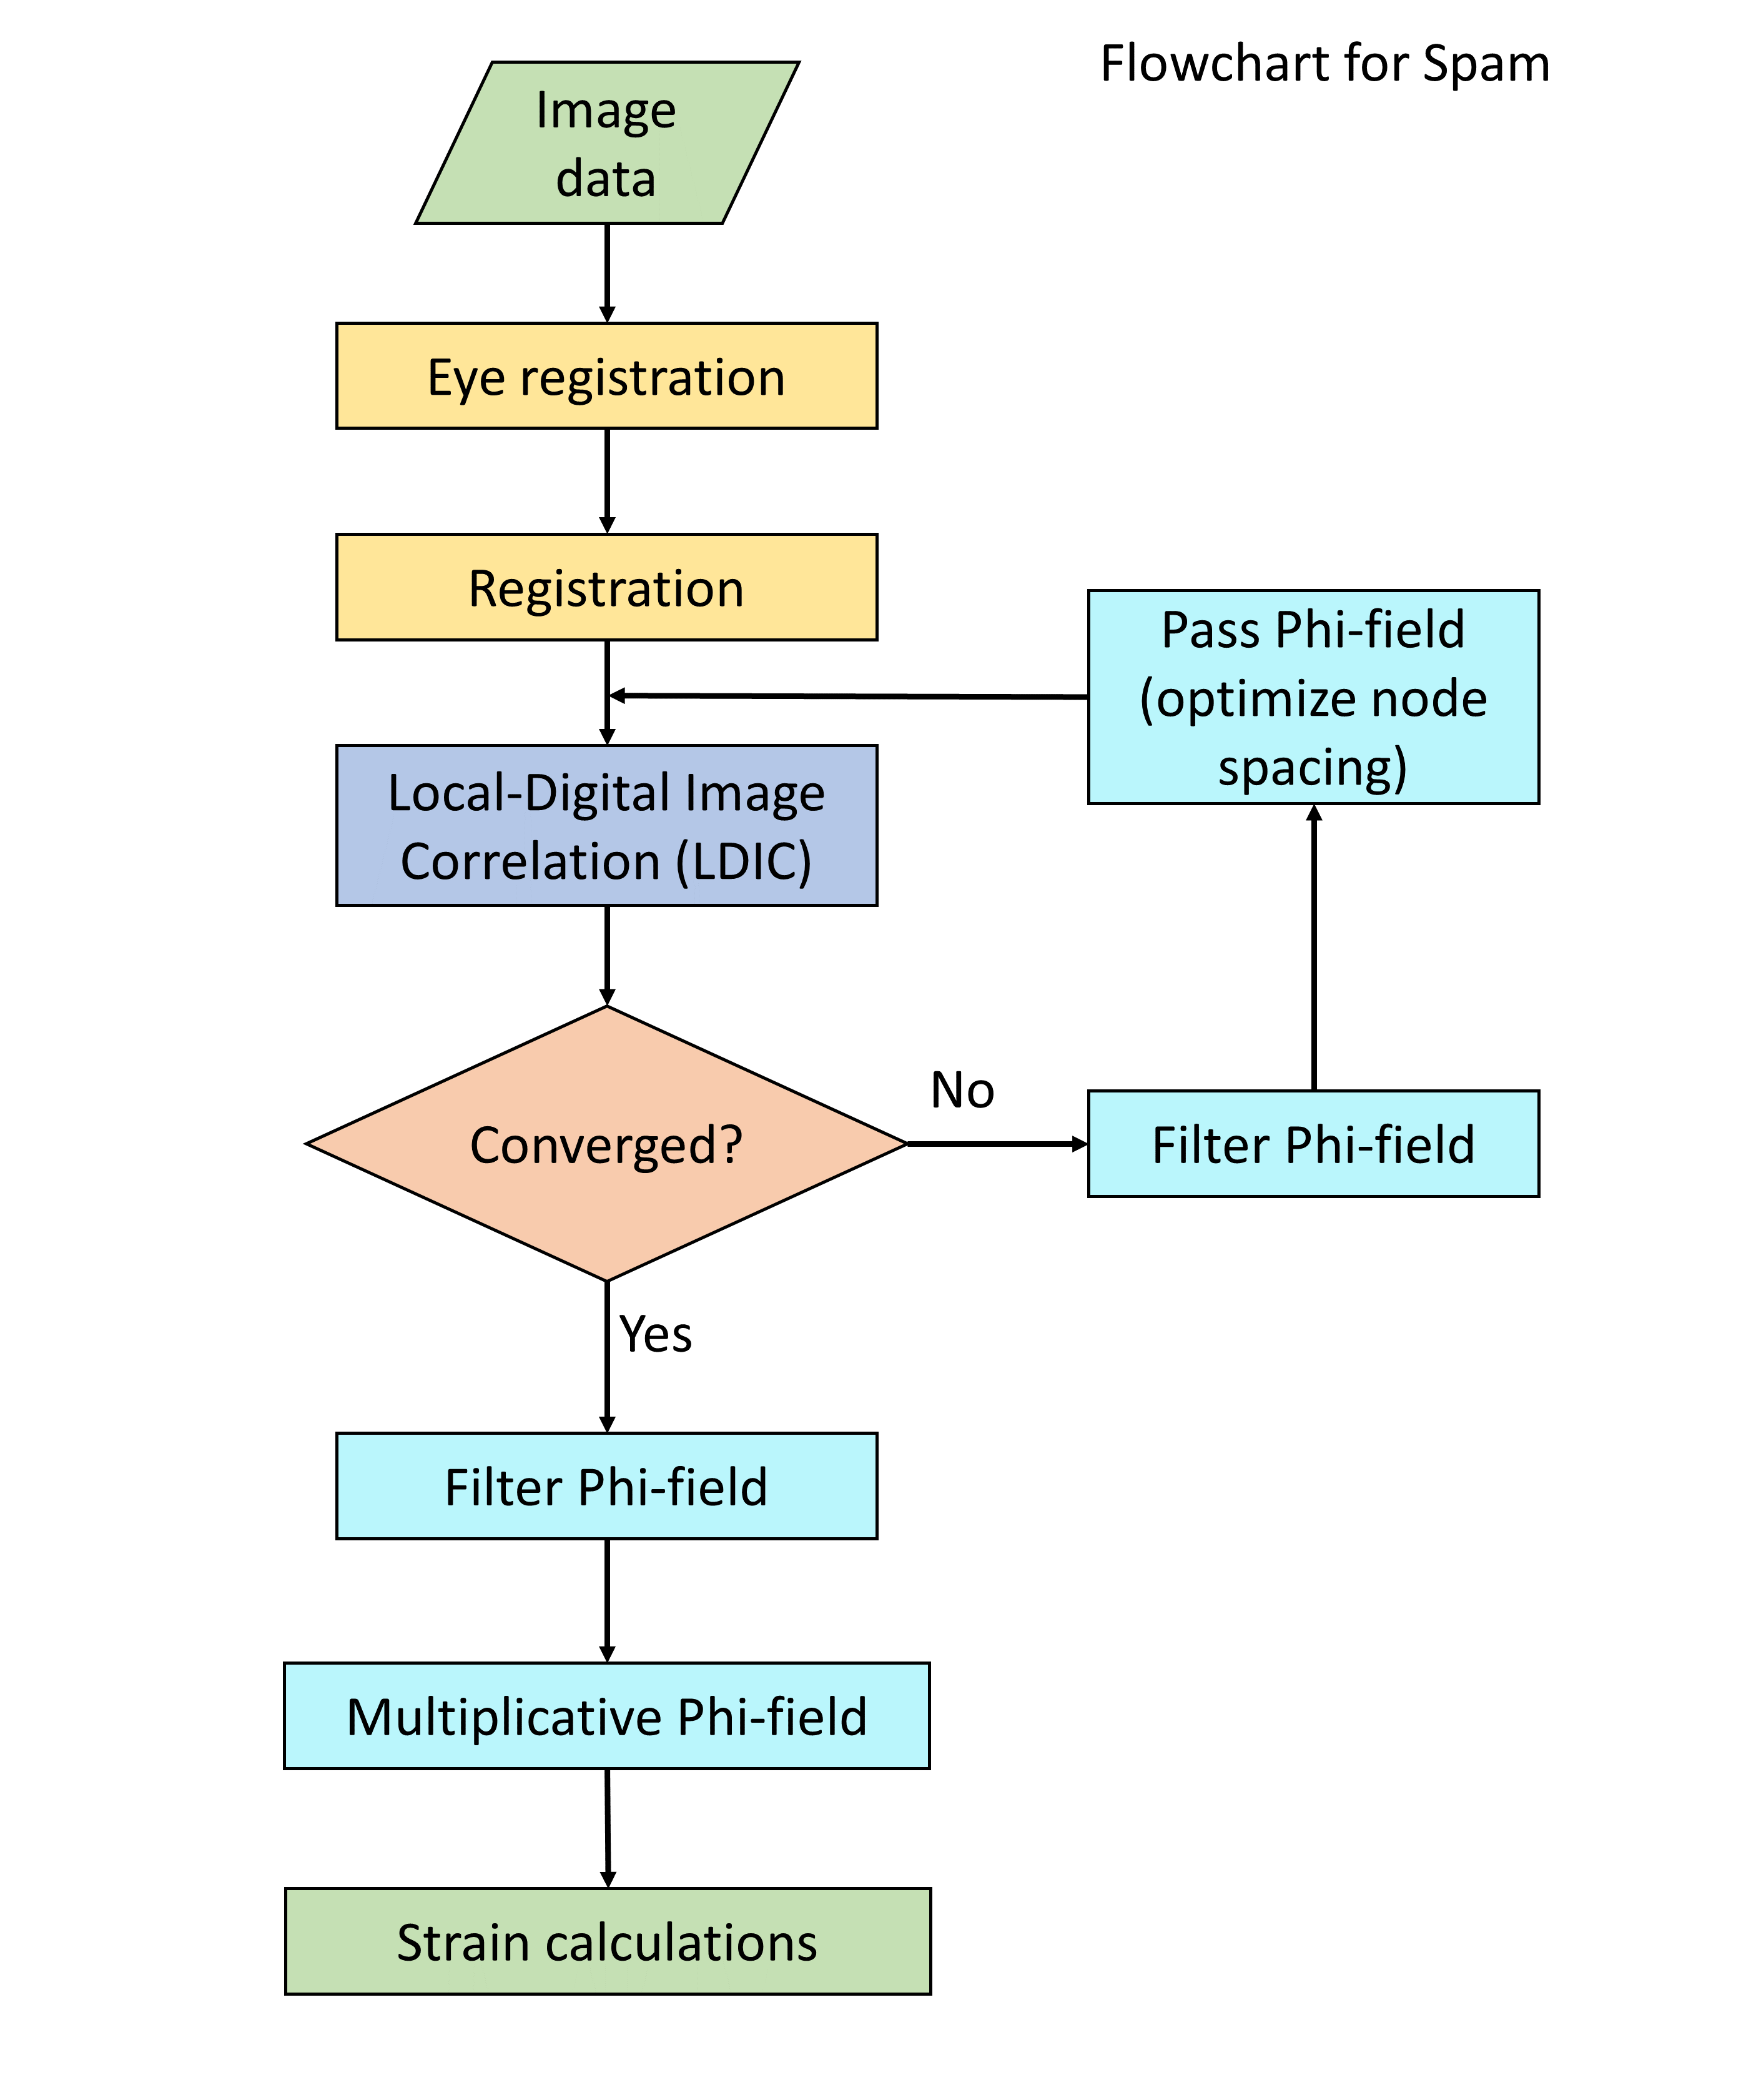 Flowchart for Spam
Image
data
Eye registration
Registration
Pass Phi-field
(optimize node
spacing)
Local-Digital Image
Correlation (LDIC)
Converged?
No
Filter Phi-field
Yes
Filter Phi-field
Multiplicative Phi-field
Strain calculations